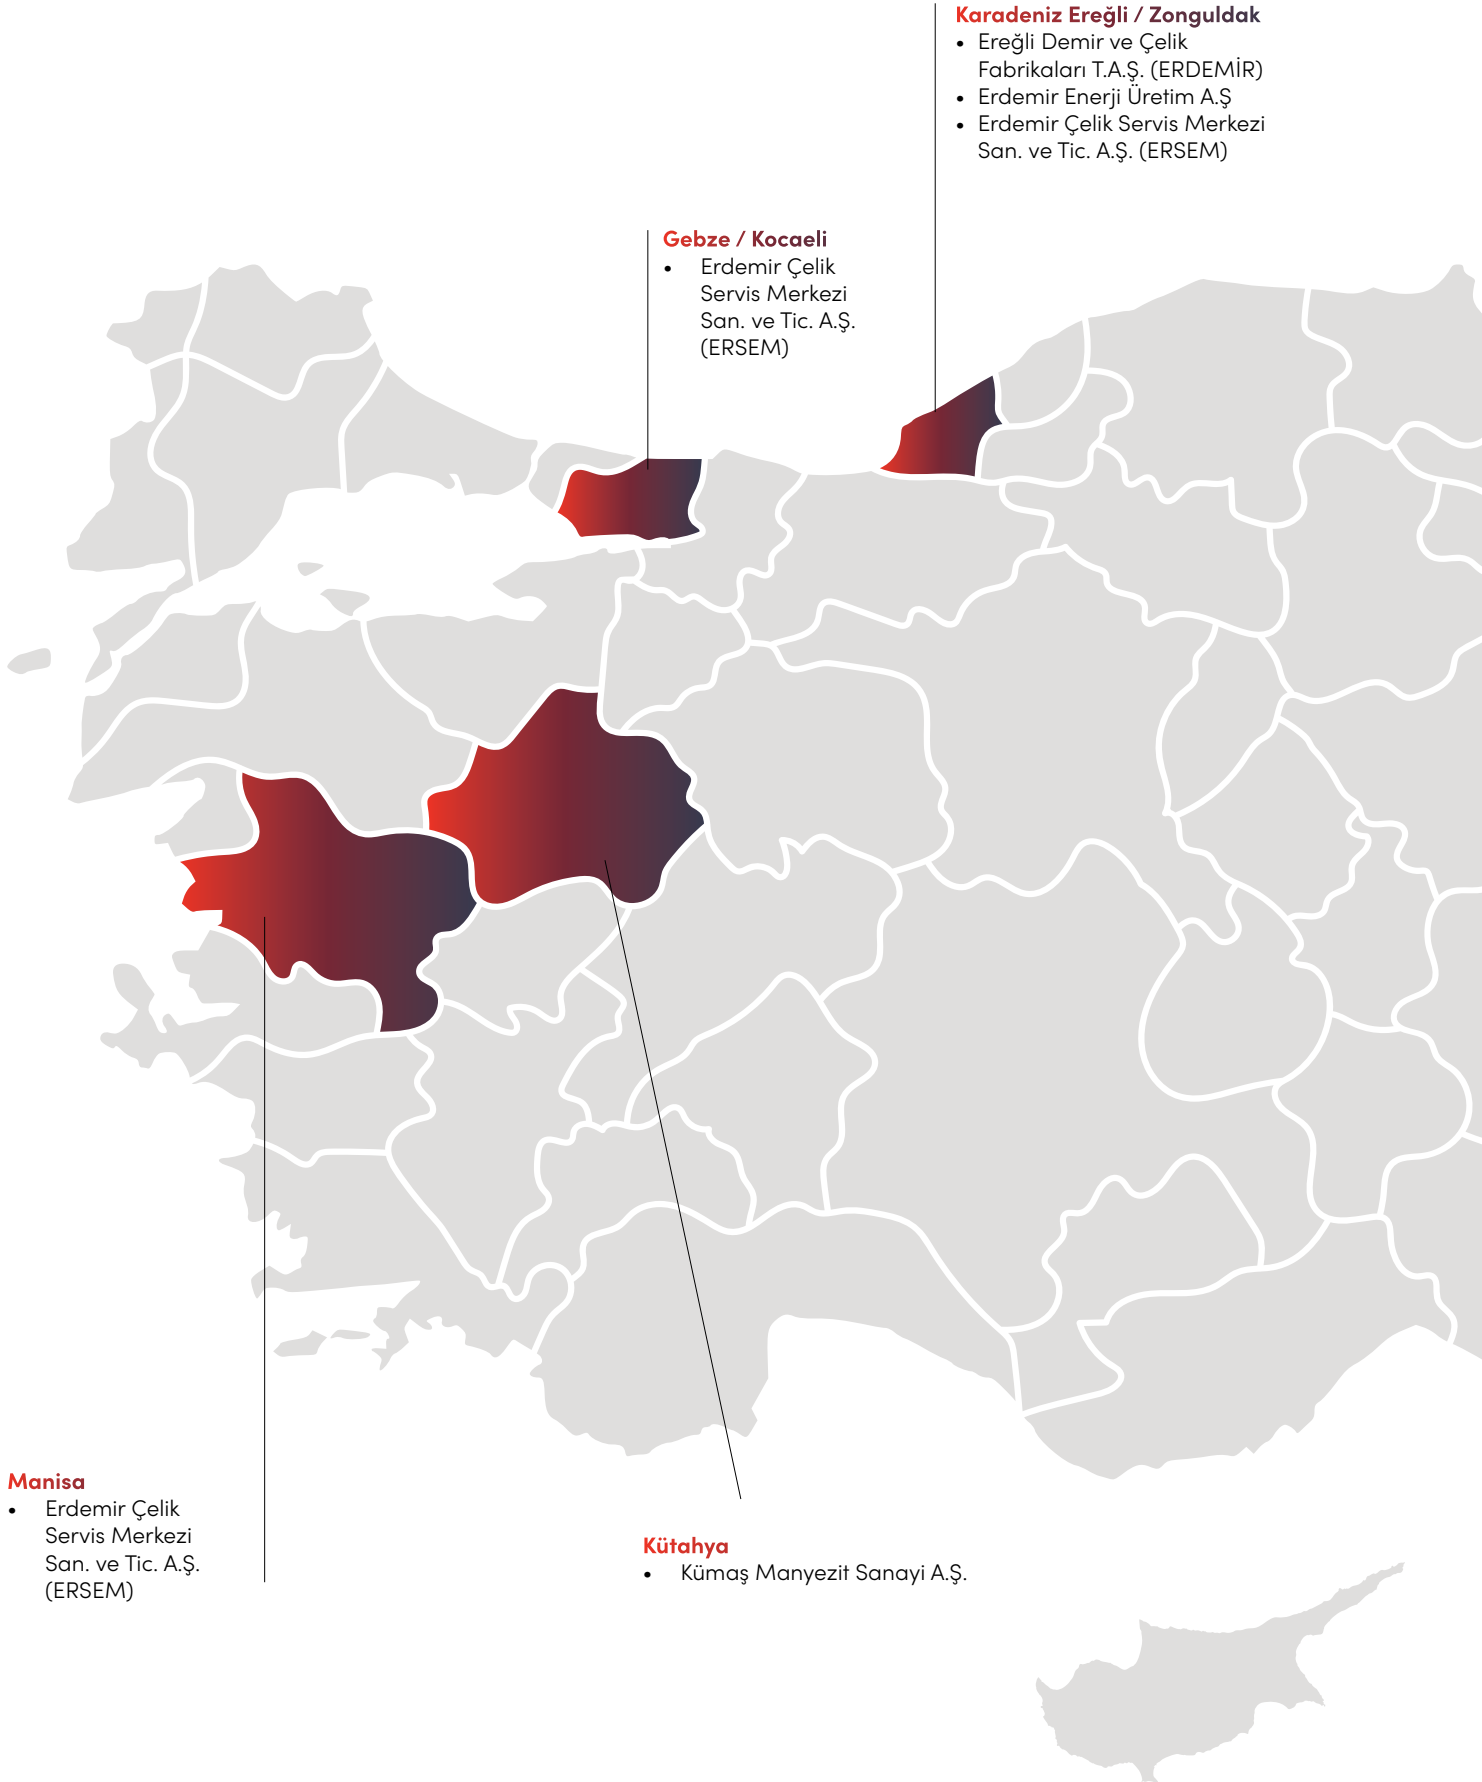 Karadeniz Ereğli / Zonguldak
• Ereğli Demir ve Çelik
Fabrikaları T.A.Ş. (ERDEMİR)
• Erdemir Enerji Üretim A.Ş
• Erdemir Çelik Servis Merkezi
San. ve Tic. A.Ş. (ERSEM)
Gebze / Kocaeli
• Erdemir Çelik
Servis Merkezi
San. ve Tic. A.Ş.
(ERSEM)
Manisa
• Erdemir Çelik
Servis Merkezi
San. ve Tic. A.Ş.
(ERSEM)
Kütahya
• Kümaş Manyezit Sanayi A.Ş.